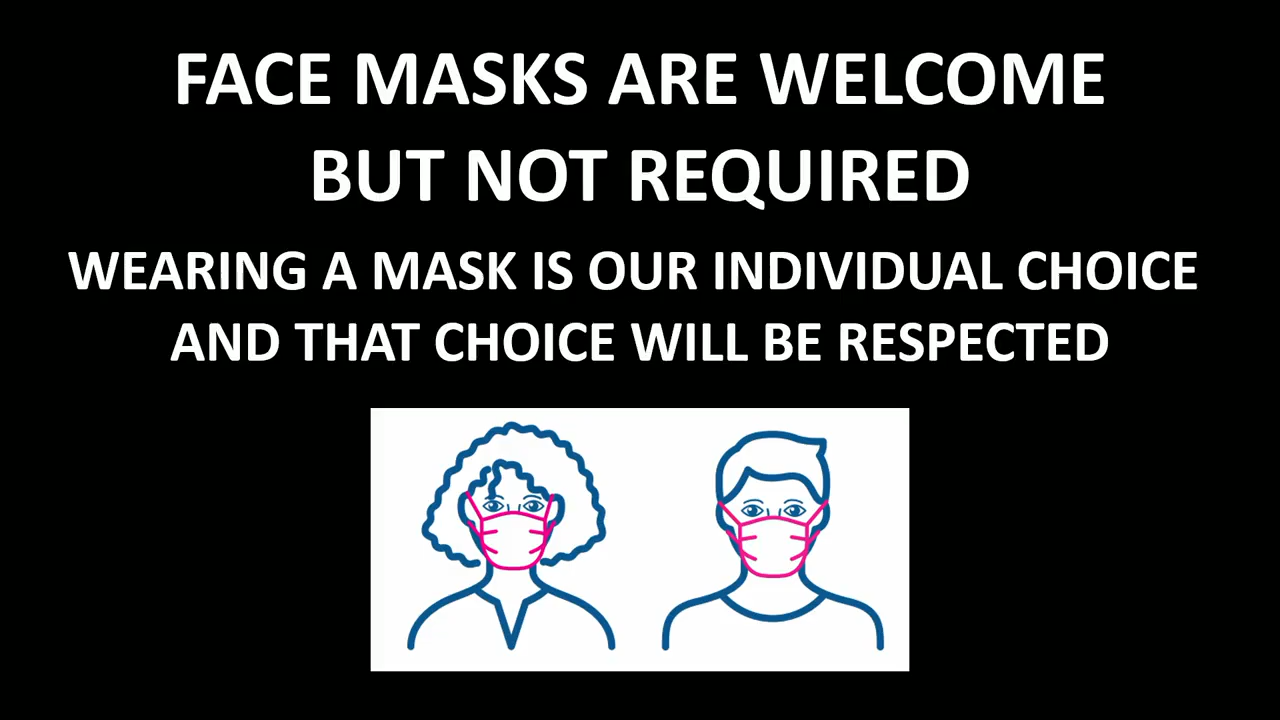 FACE MASKS ARE WELCOME
BUT NOT REQUIRED
WEARING A MASK IS OUR INDIVIDUAL CHOICE
AND THAT CHOICE WILL BE RESPECTED